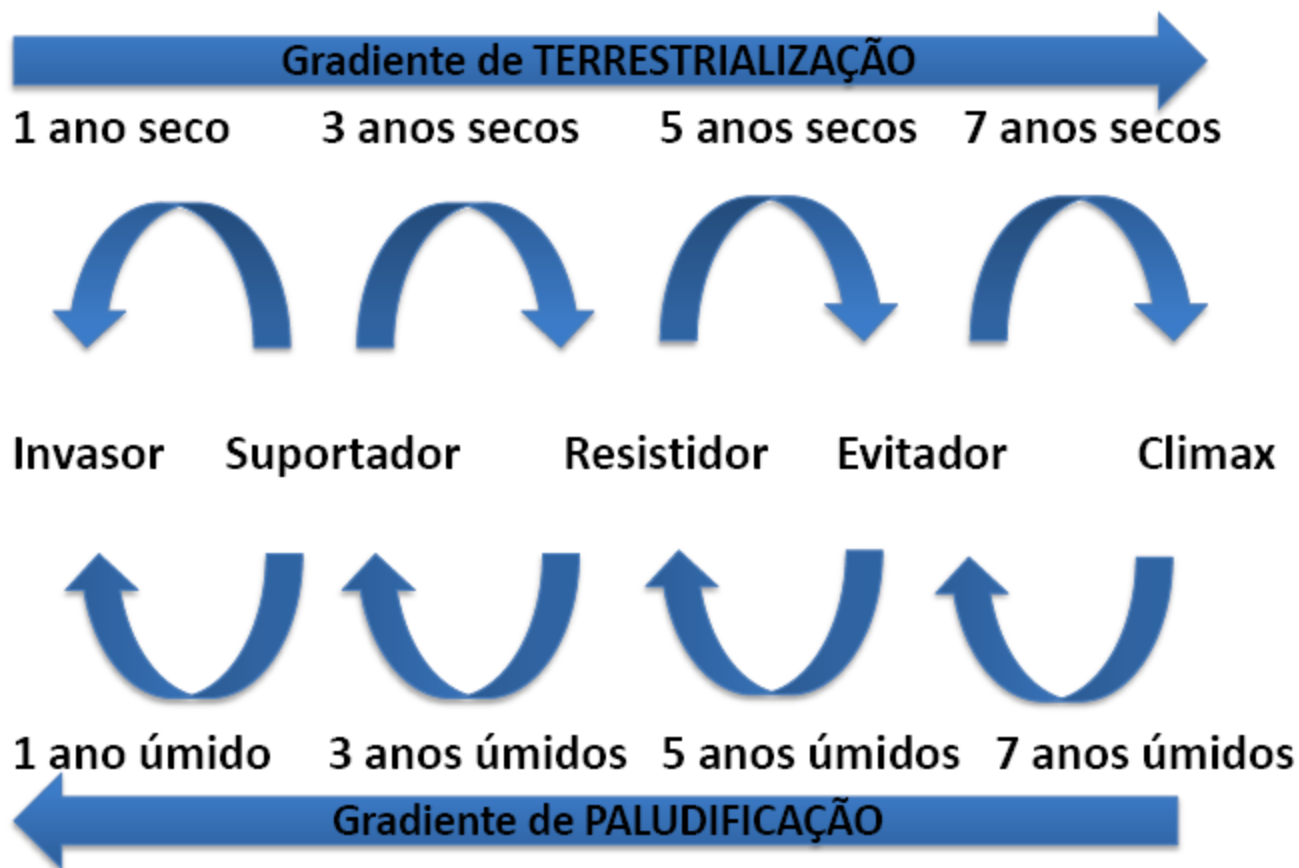 Gradiente de TERRESTRIALIZAÇÃO
1 ano seco 3 anos secos 5 anos secos 7 anos secos
Invasor Suportador Resistidor Evitador Climax
1 ano úmido 3 anos úmidos 5 anos úmidos 7 anos úmidos
Gradiente de PALUDIFICAÇÃO